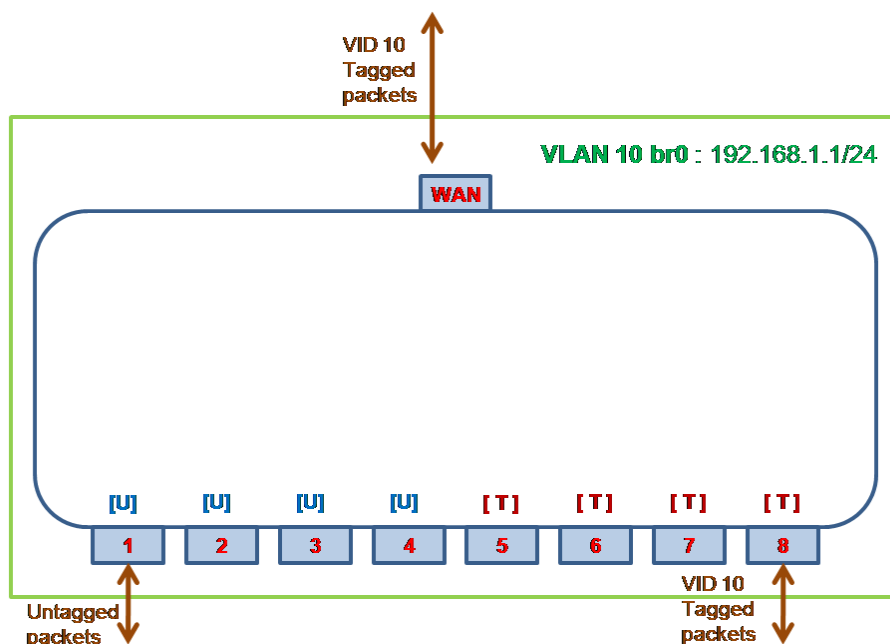 VID 10
Tagged
packets
VLAN 10 br0 : 192.168.1.1/24
WAN
[U] [U] [U] [U] [ T ] [ T ] [ T ] [ T ]
1 2 3 4 5 6 7 8
Untagged
packets
VID 10
Tagged
packets